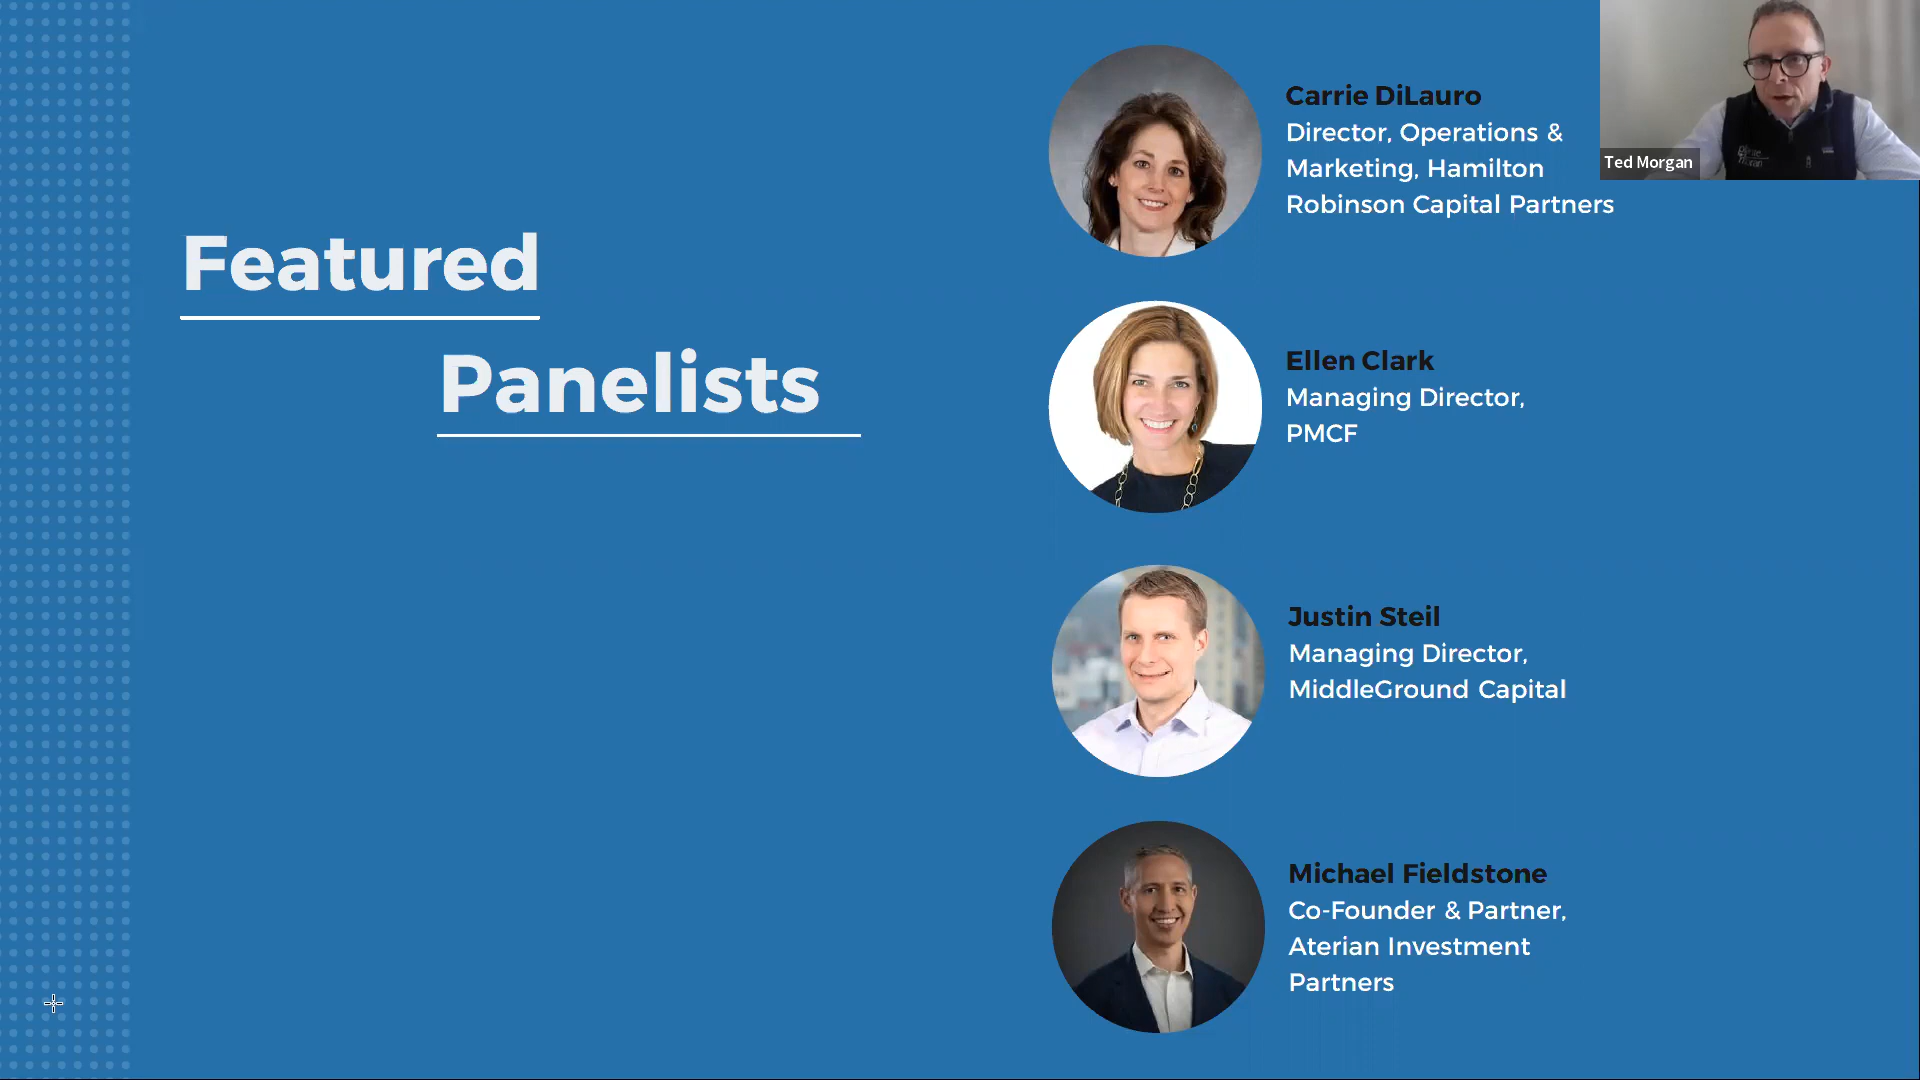 Featured
Panelists
Carrie DiLauro
Director, Operations &
Marketing, Hamilton
Robinson Capital Partners
Ellen Clark
Managing Director,
PMCF
Justin Steil
Managing Director,
MiddleGround Capital
Michael Fieldstone
Co-Founder & Partner,
Aterian Investment
Partners
Ted Morgan